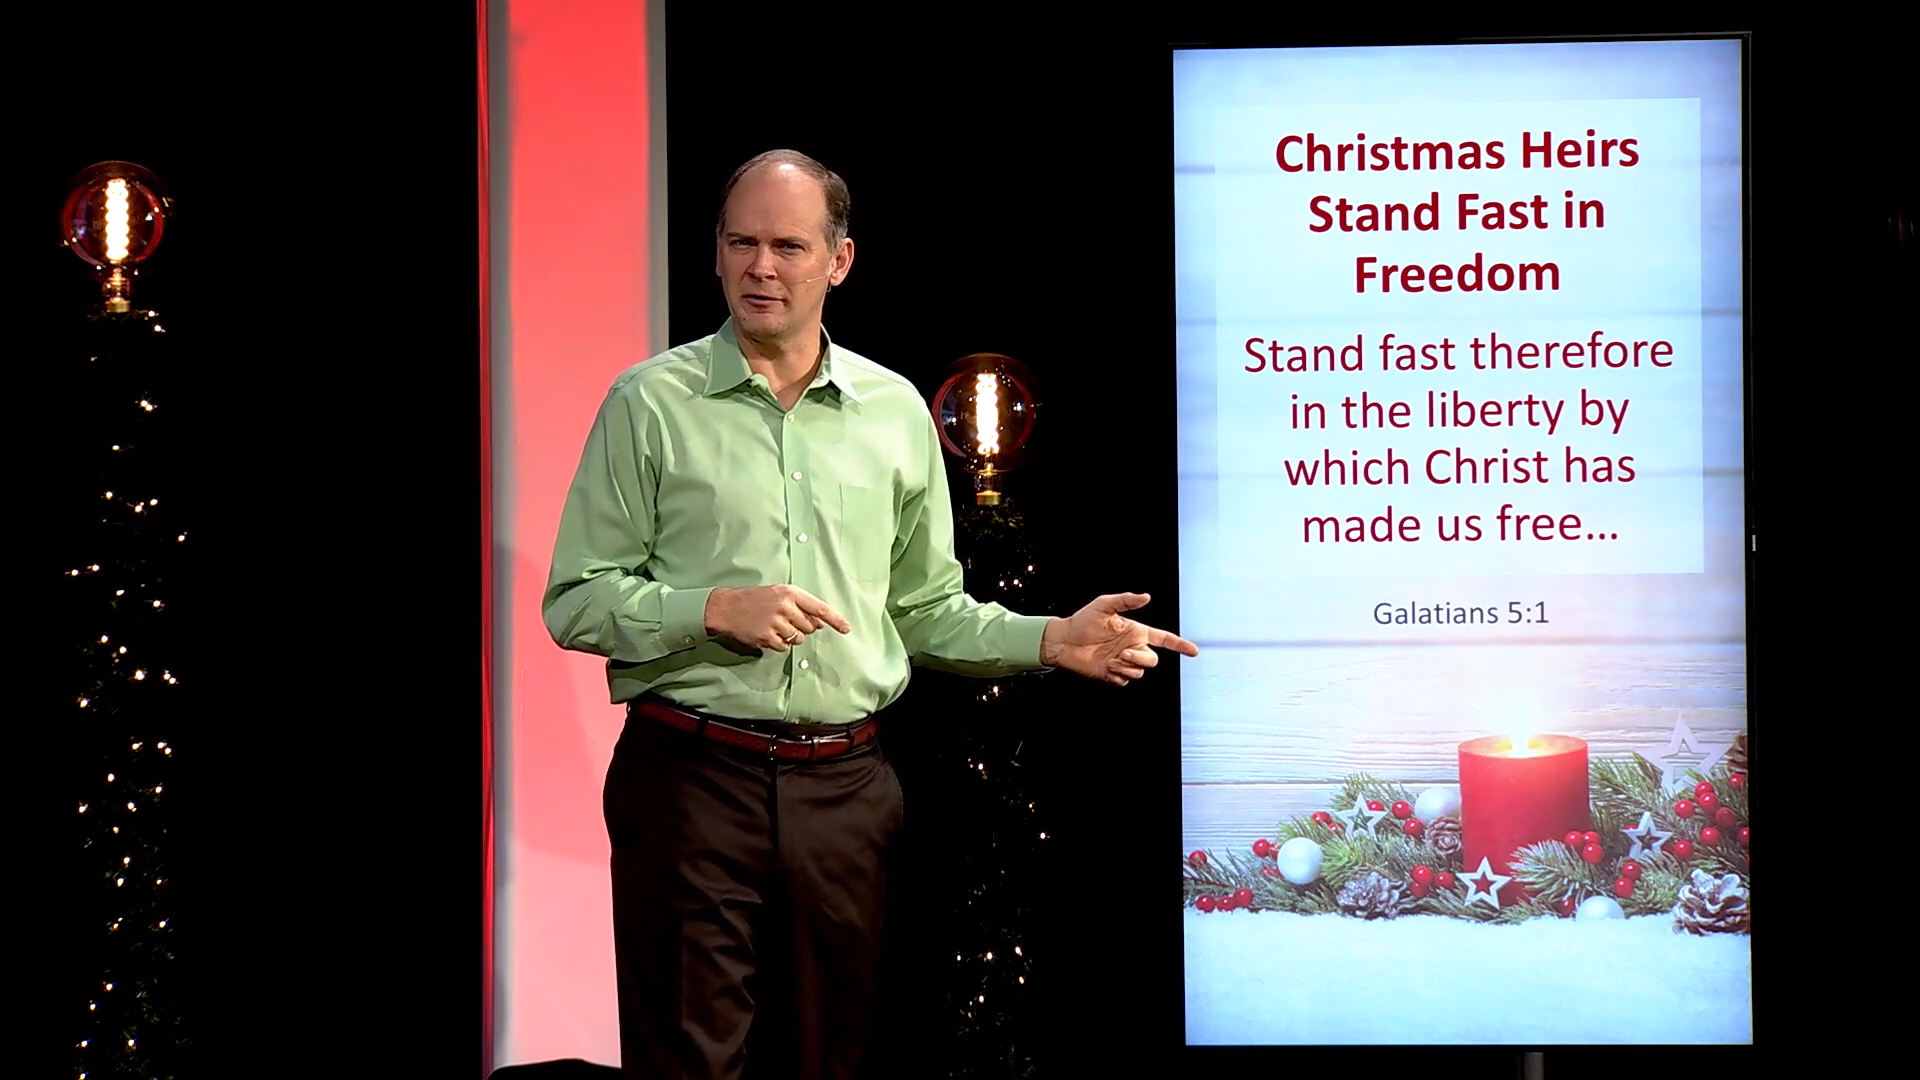 Christmas Heirs
Stand Fast in
Freedom
Stand fast therefore
in the liberty by
which Christ has
made us free...
Galatians 5:1